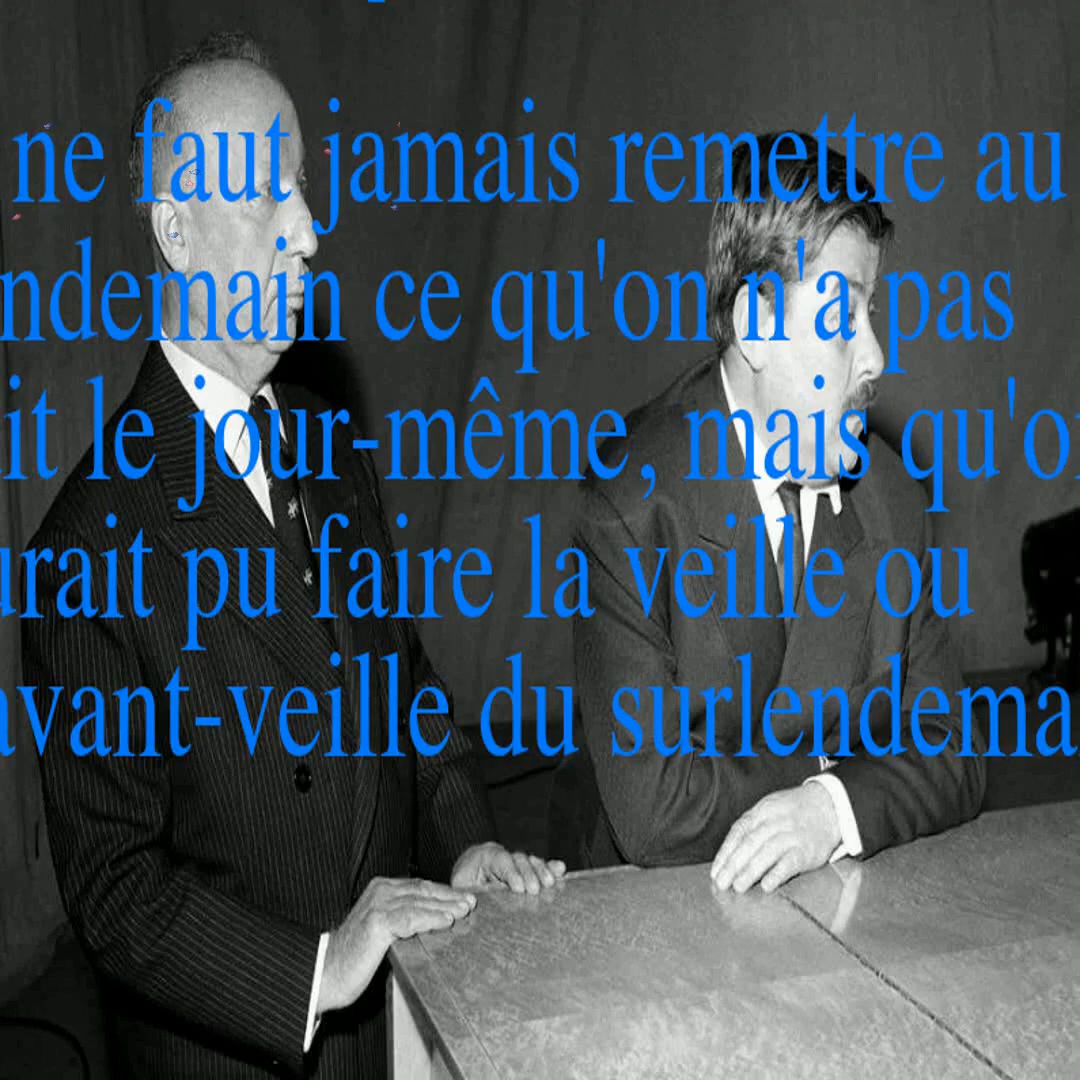 ne faut jamais remettre au
ndemain ce qu'on n'a pas
it le jour-même, mais qu'o
urait pu faire la veille ou
avant-veille du surlendema